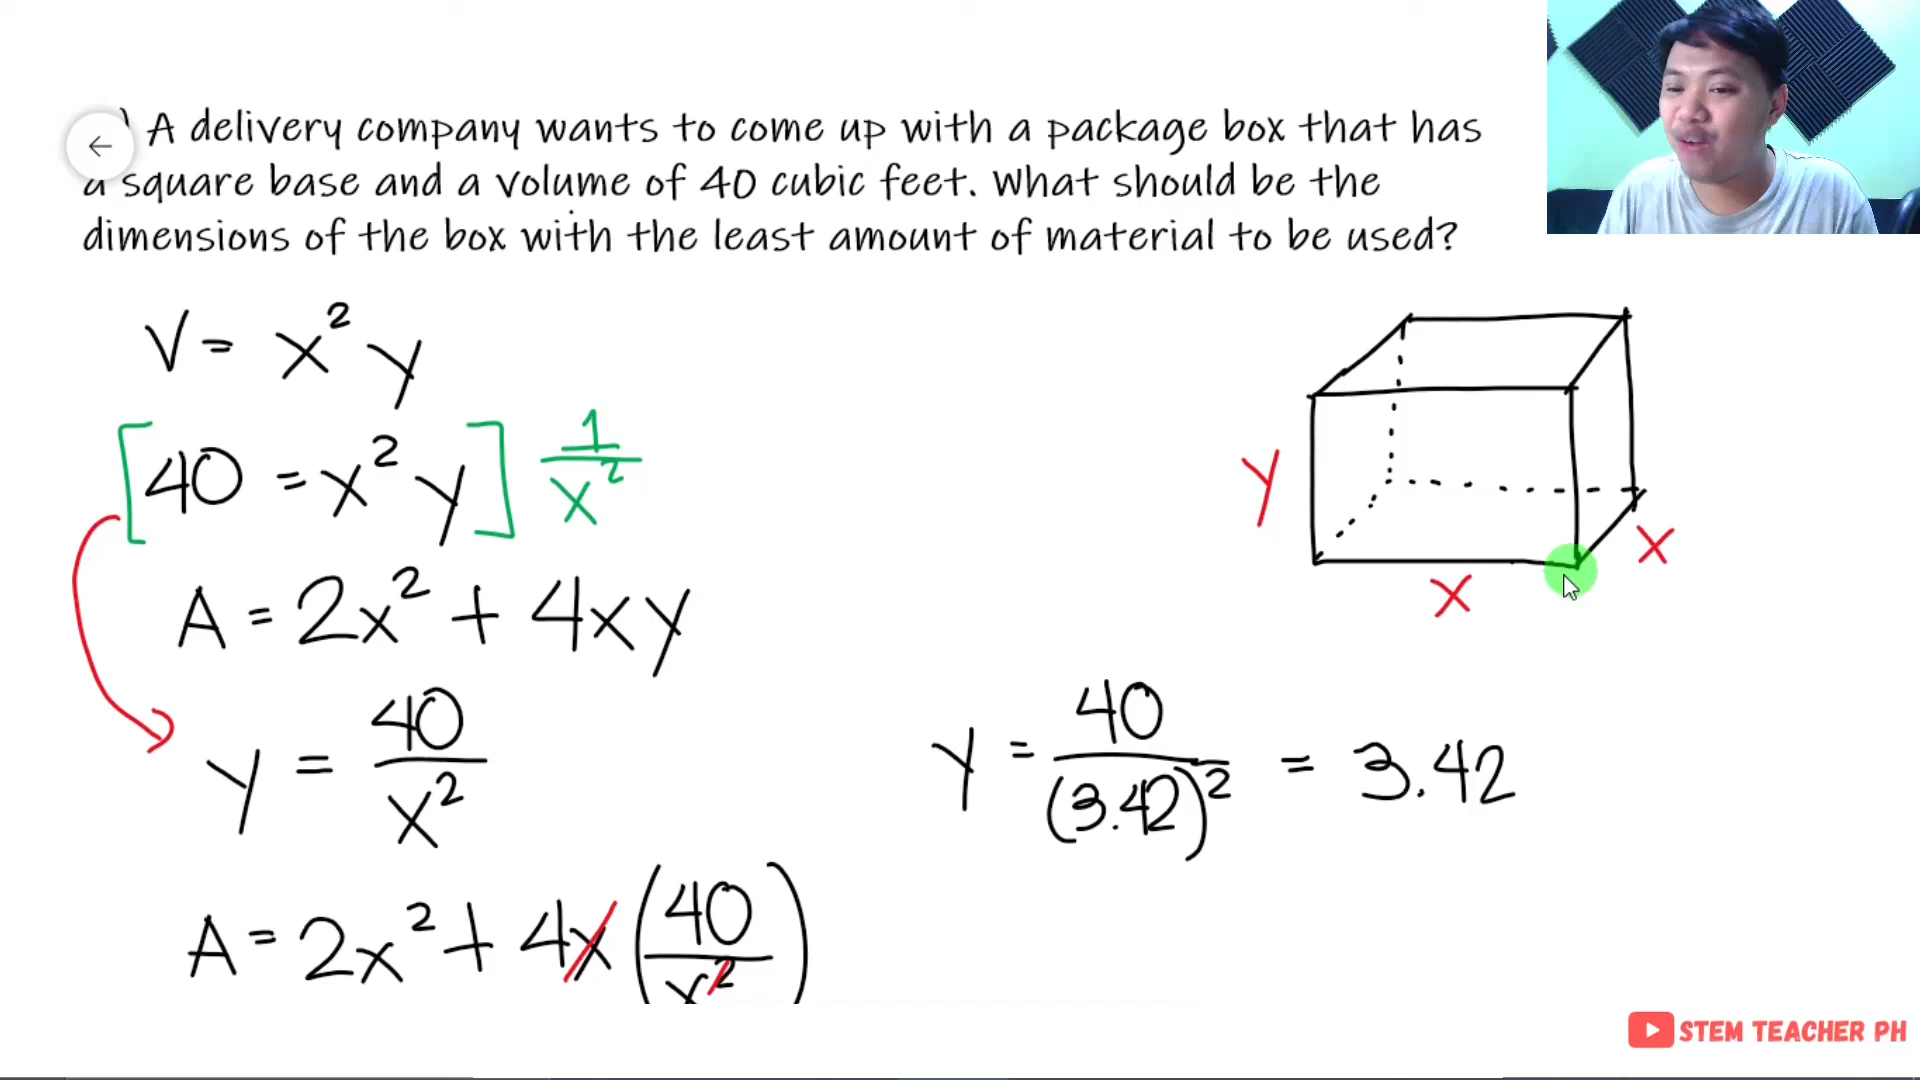 ) A delivery company wants to come up with a package box that has
a square base and a volume of 40 cubic feet. What should be the
dimensions of the box with the least amount of material to be used?
V = x² y
[40 = x² y] 1/x²
A = 2x² + 4xy
y = 40/x²
A = 2x² + 4x (40/x²)
y
x
x
y = 40/(3.42)² = 3.42
STEM TEACHER PH